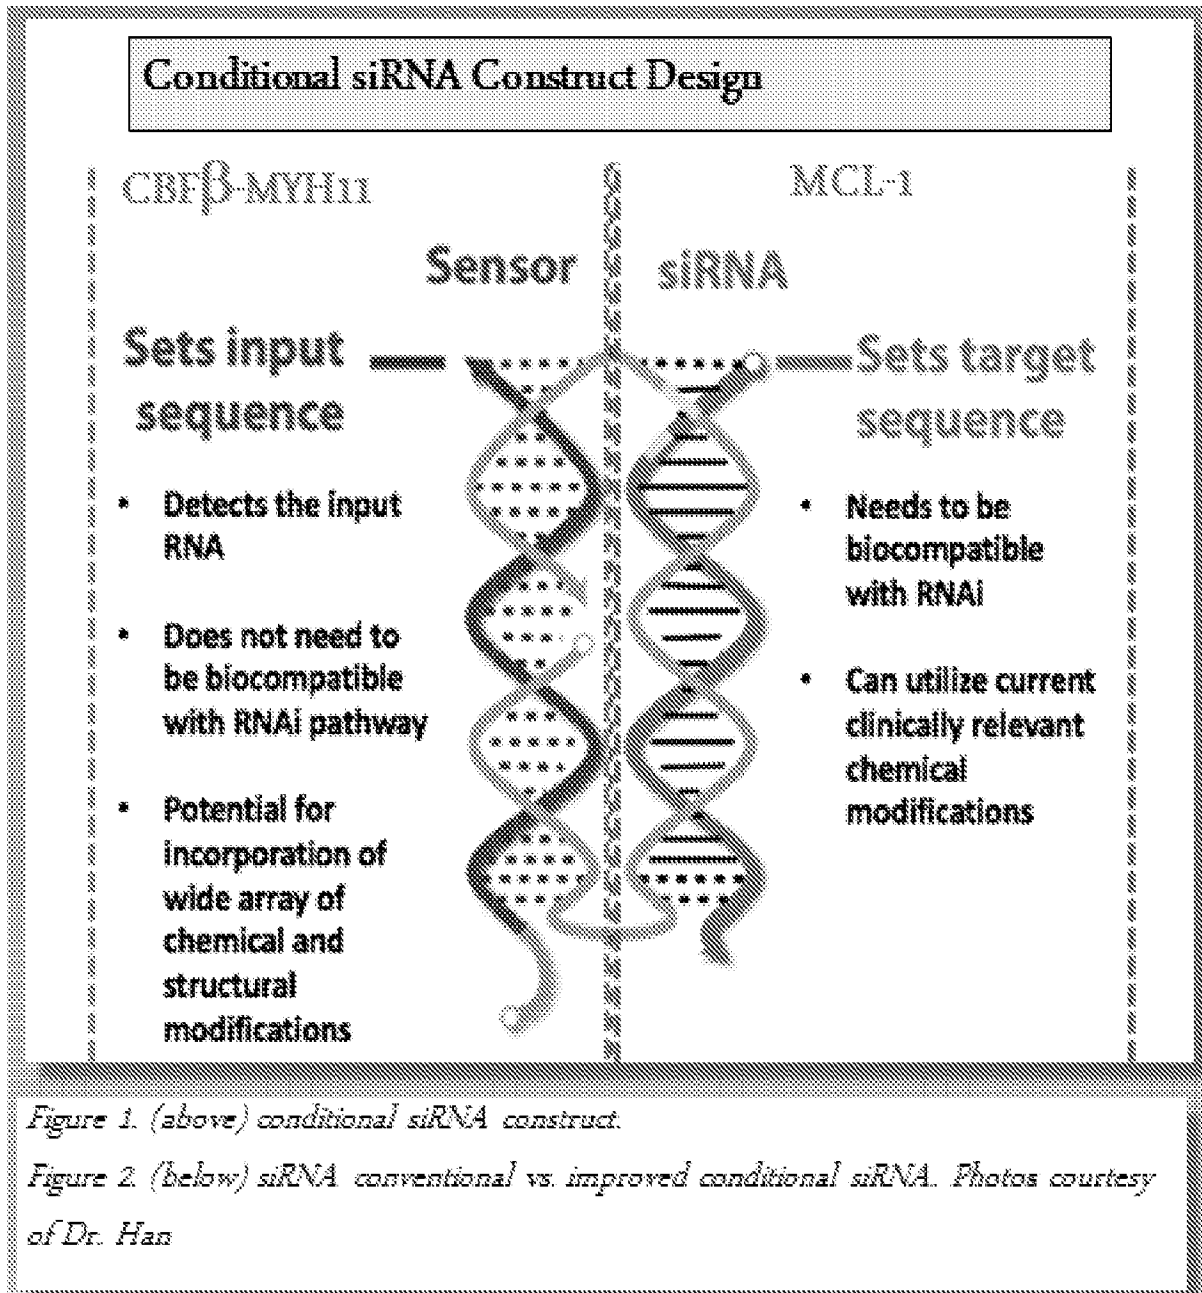 Conditional siRNA Construct Design
CBFβ-MYH11
MCL-1
Sensor
siRNA
Sets input
sequence
Sets target
sequence
• Detects the input
RNA
• Does not need to
be biocompatible
with RNAi pathway
• Potential for
incorporation of
wide array of
chemical and
structural
modifications
• Needs to be
biocompatible
with RNAi
• Can utilize current
clinically relevant
chemical
modifications
Figure 1. (above) conditional siRNA construct.
Figure 2. (below) siRNA conventional vs. improved conditional siRNA. Photos courtesy
of Dr. Han